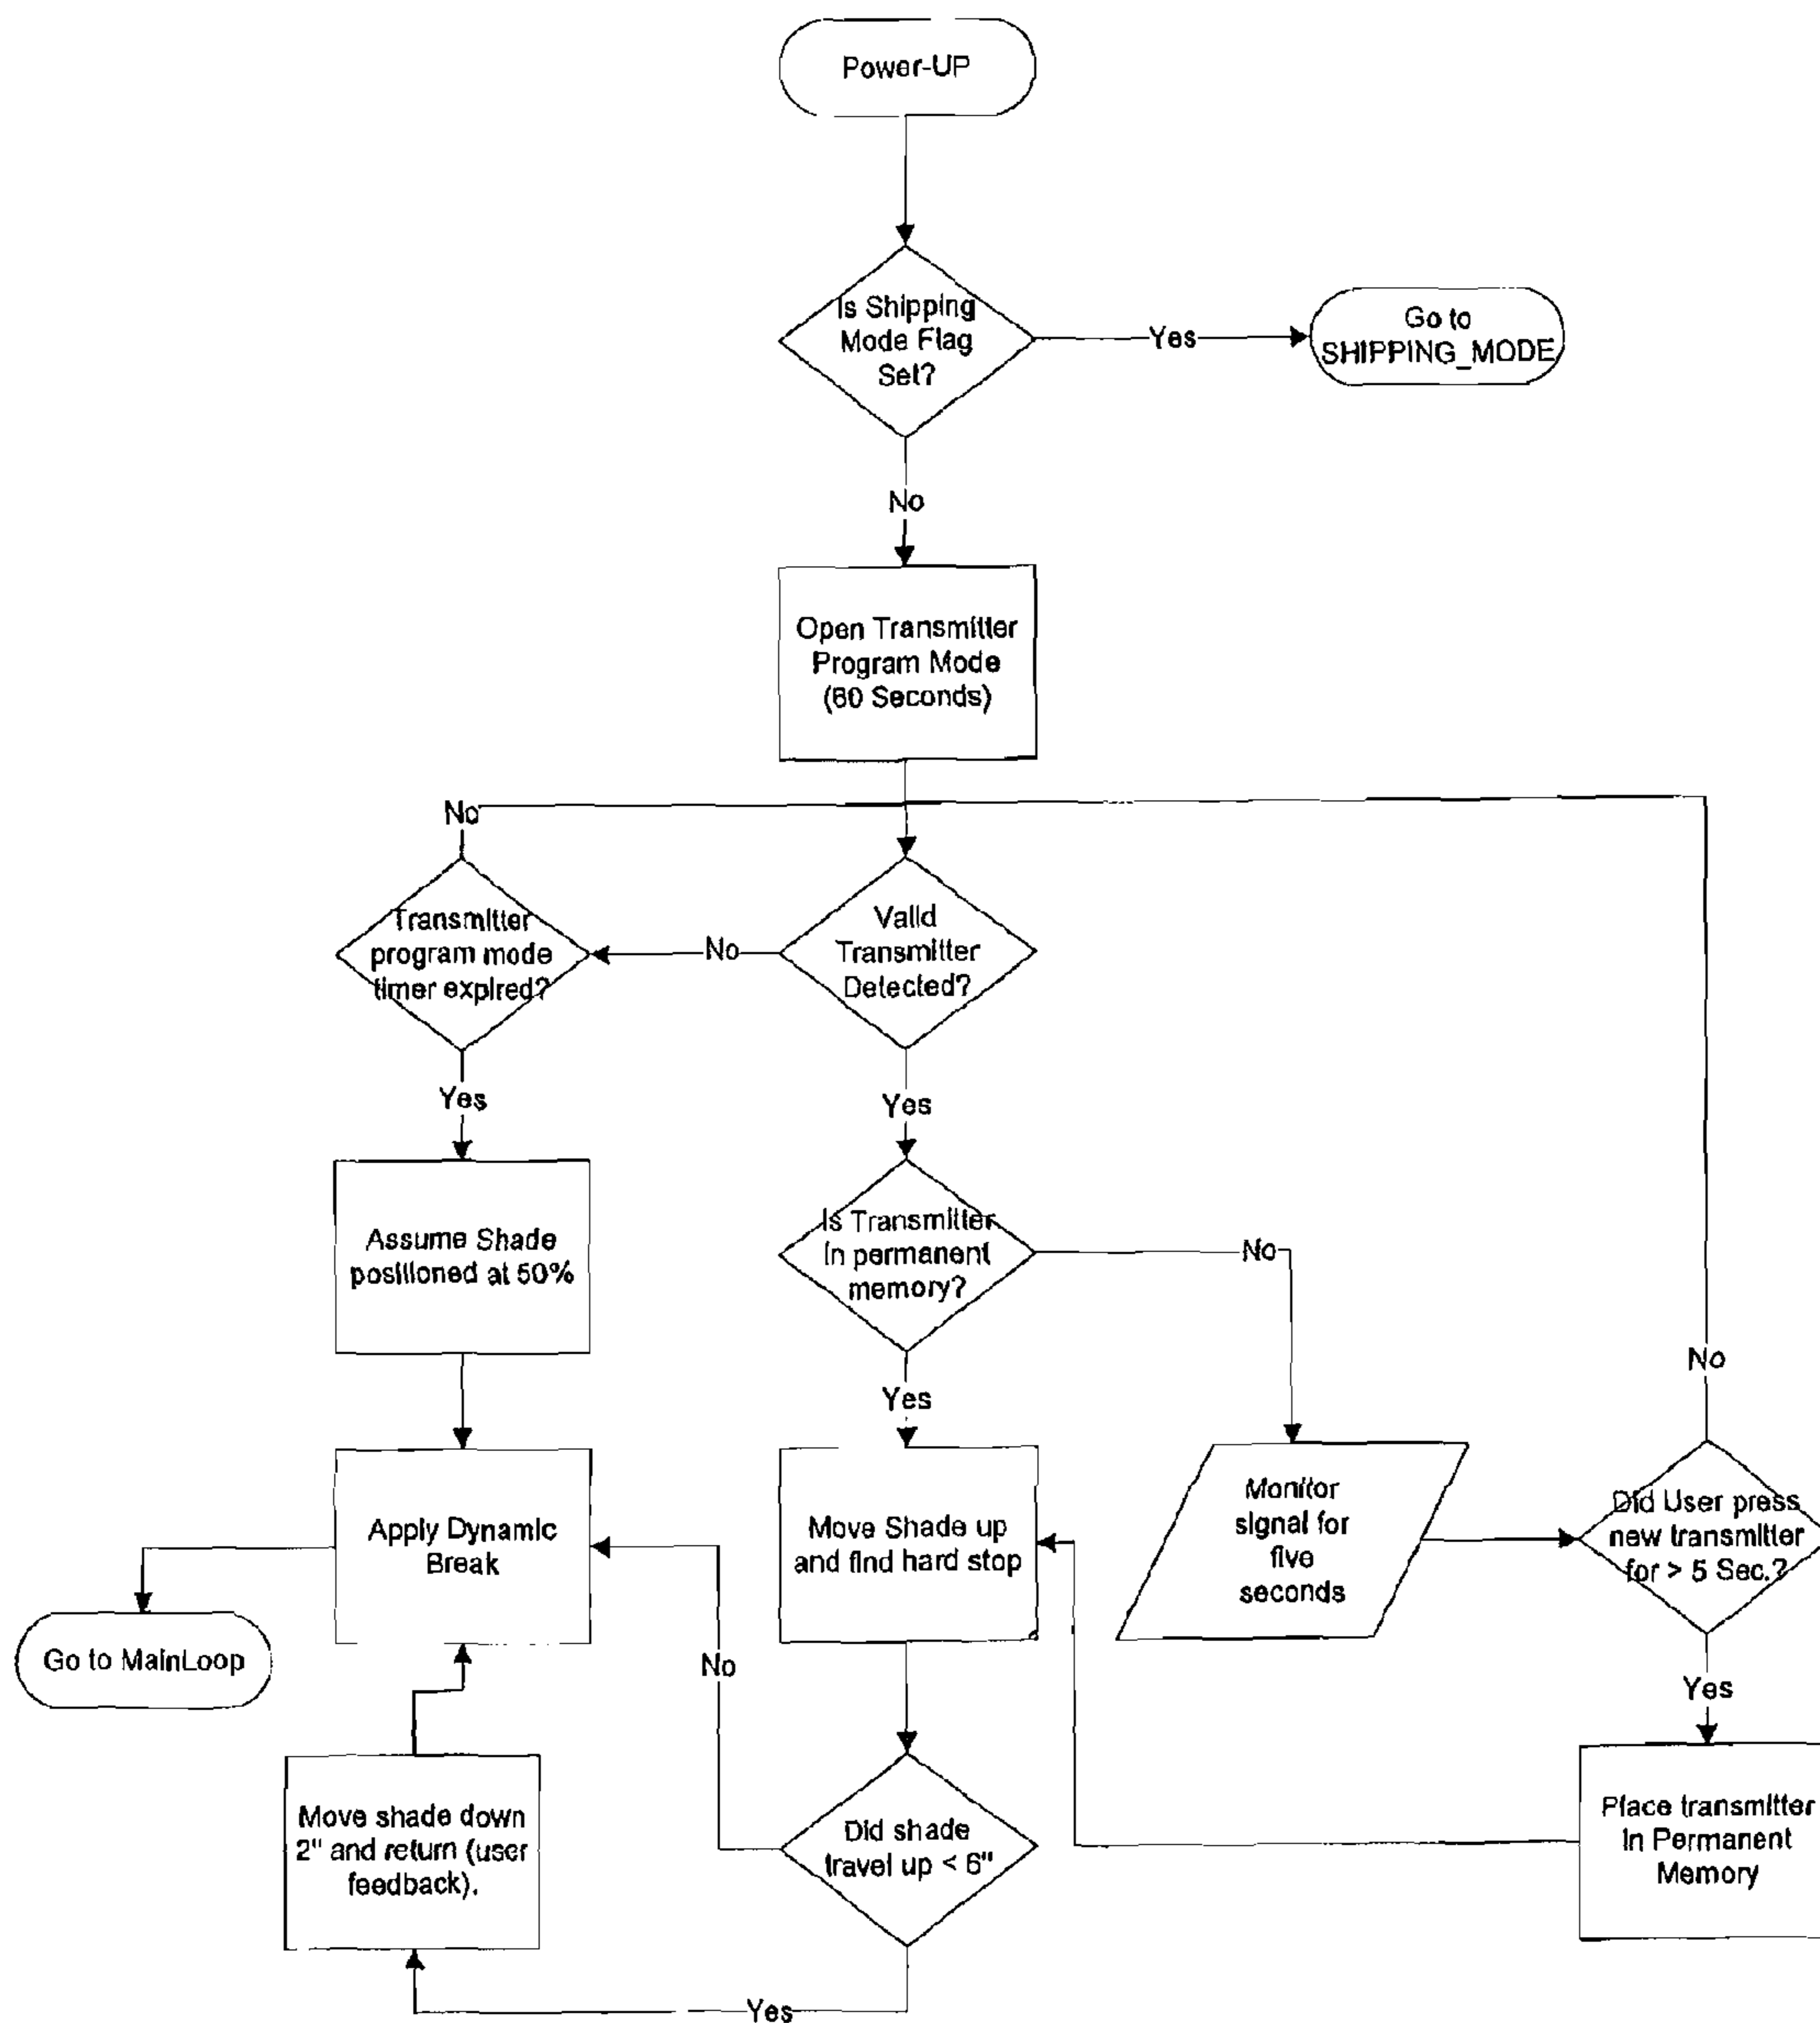 Power-UP
Is Shipping
Mode Flag
Set?
Yes
Go to
SHIPPING_MODE
No
Open Transmitter
Program Mode
(60 Seconds)
No
Transmitter
program mode
timer expired?
No
Valid
Transmitter
Detected?
Yes
Yes
Assume Shade
positioned at 50%
Is Transmitter
in permanent
memory?
No
No
Yes
Apply Dynamic
Break
Move Shade up
and find hard stop
Monitor
signal for
five
seconds
Did User press
new transmitter
for > 5 Sec.?
Go to MainLoop
No
Yes
Move shade down
2" and return (user
feedback).
Did shade
travel up < 6"
Place transmitter
in Permanent
Memory
Yes